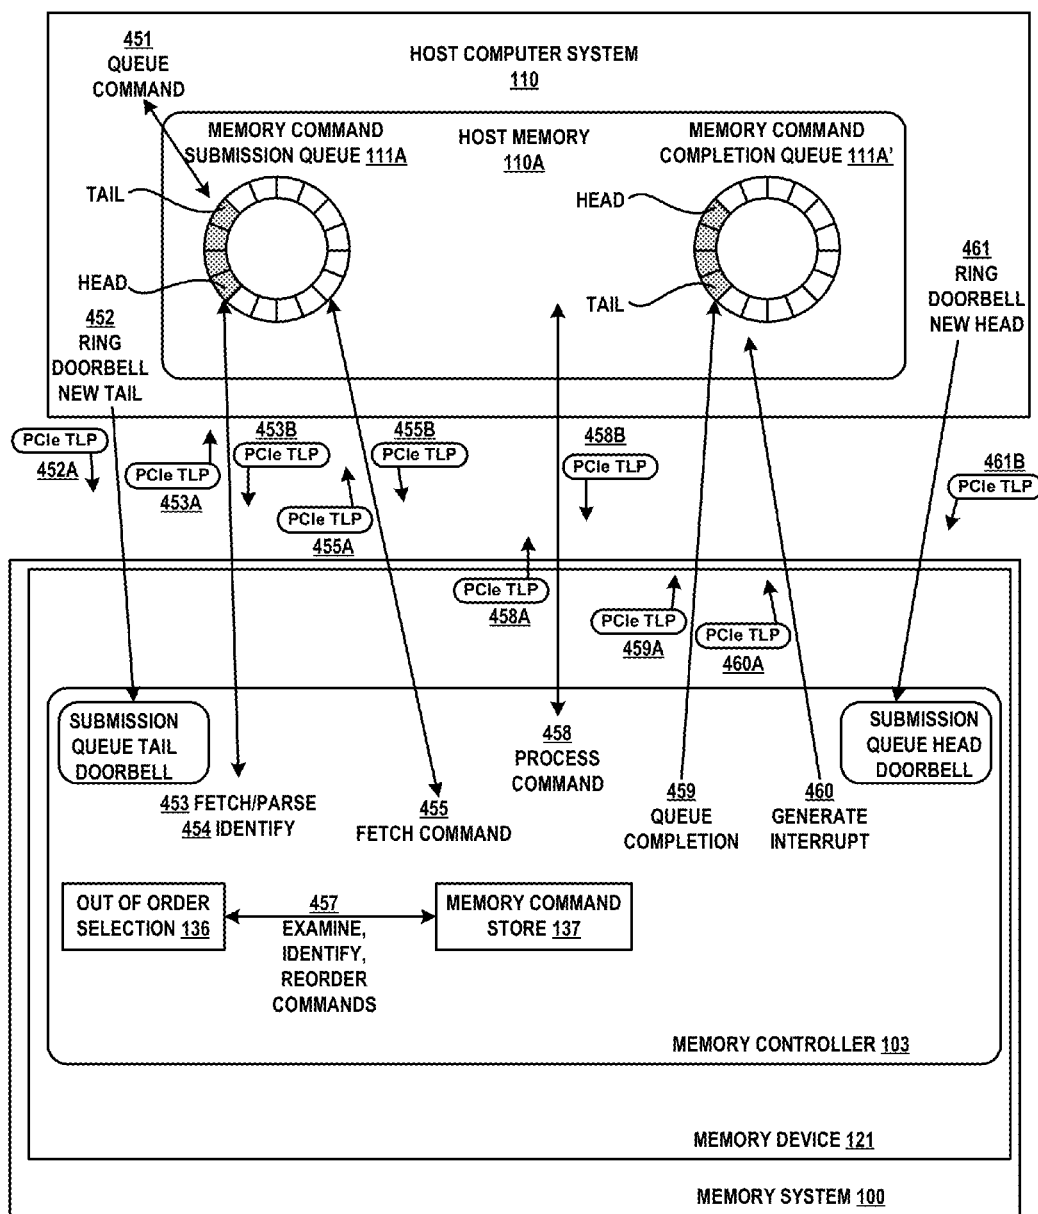 451
QUEUE
COMMAND
HOST COMPUTER SYSTEM
110
MEMORY COMMAND
SUBMISSION QUEUE 111A
HOST MEMORY
110A
MEMORY COMMAND
COMPLETION QUEUE 111A'
TAIL
HEAD
HEAD
TAIL
452
RING
DOORBELL
NEW TAIL
461
RING
DOORBELL
NEW HEAD
PCIe TLP
452A
PCIe TLP
453A
453B
PCIe TLP
PCIe TLP
455A
455B
PCIe TLP
458B
PCIe TLP
PCIe TLP
458A
461B
PCIe TLP
PCIe TLP
459A
PCIe TLP
460A
SUBMISSION
QUEUE TAIL
DOORBELL
453 FETCH/PARSE
454 IDENTIFY
455
FETCH COMMAND
458
PROCESS
COMMAND
459
QUEUE
COMPLETION
460
GENERATE
INTERRUPT
SUBMISSION
QUEUE HEAD
DOORBELL
OUT OF ORDER
SELECTION 136
457
EXAMINE,
IDENTIFY,
REORDER
COMMANDS
MEMORY COMMAND
STORE 137
MEMORY CONTROLLER 103
MEMORY DEVICE 121
MEMORY SYSTEM 100